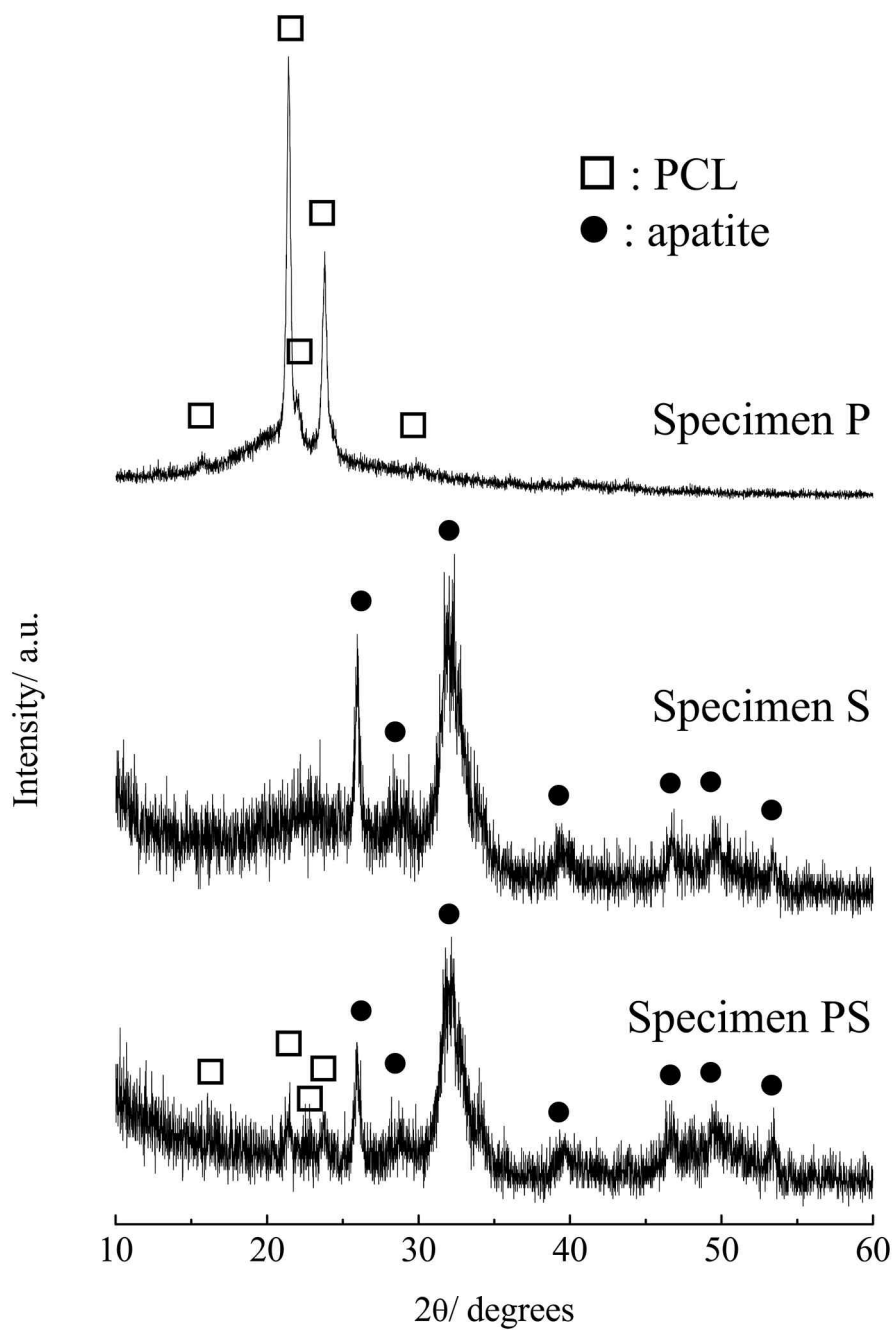 : PCL
: apatite
Specimen P
Intensity/ a.u.
Specimen S
Specimen PS
10 20 30 40 50 60
2θ/ degrees